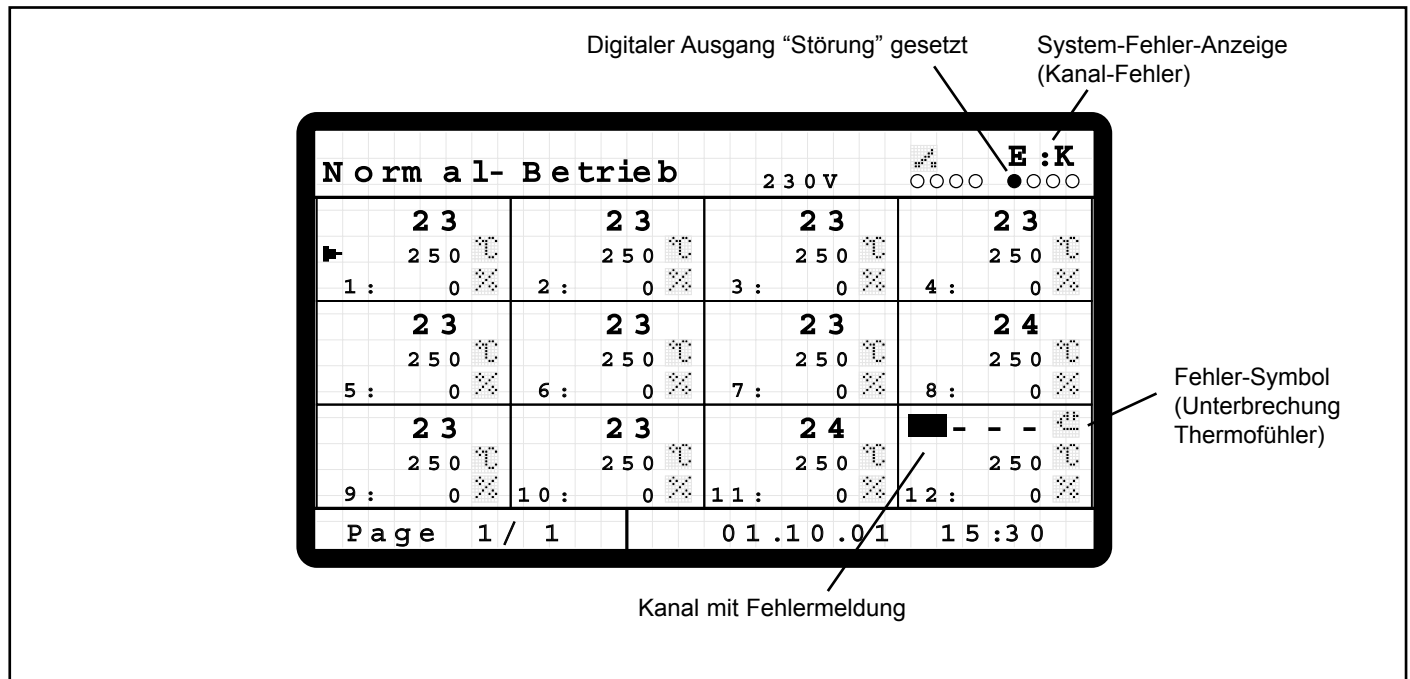 Digitaler Ausgang “Störung” gesetzt
System-Fehler-Anzeige
(Kanal-Fehler)
E:K
Normal-Betrieb 230V
23 23 23 23
250 °C 250 °C 250 °C 250 °C
1: 0 % 2: 0 % 3: 0 % 4: 0 %
23 23 23 24
250 °C 250 °C 250 °C 250 °C
5: 0 % 6: 0 % 7: 0 % 8: 0 %
23 23 24 - - -
250 °C 250 °C 250 °C 250 °C
9: 0 % 10: 0 % 11: 0 % 12: 0 %
Page 1/ 1 01.10.01 15:30
Fehler-Symbol
(Unterbrechung
Thermofühler)
Kanal mit Fehlermeldung